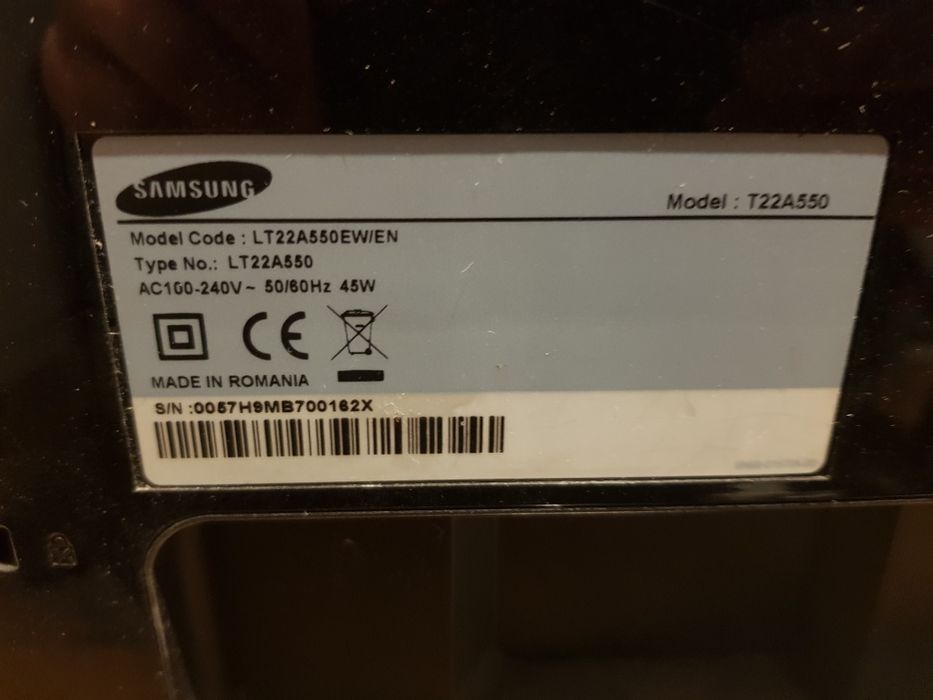 SAMSUNG
Model : T22A550
Model Code : LT22A550EW/EN
Type No.: LT22A550
AC100-240V~ 50/60Hz 45W
CE
MADE IN ROMANIA
S/N :0057H9MB700162X